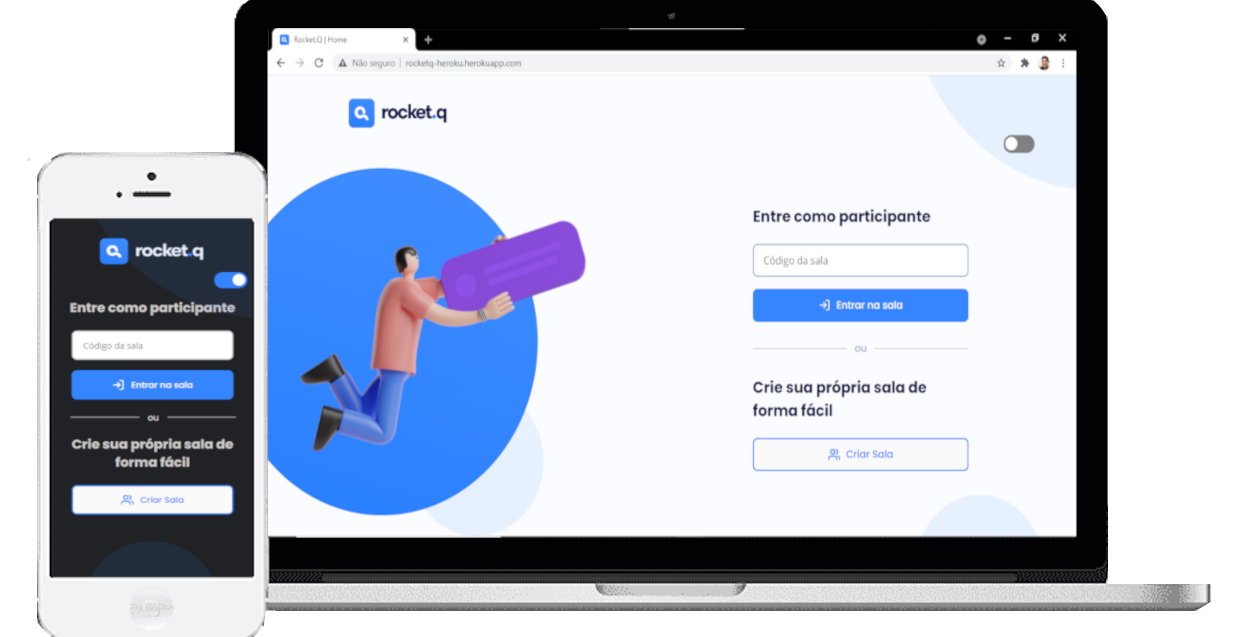 Rocket.Q | Home
Não seguro | rocketq-heroku.herokuapp.com
rocket.q
Entre como participante
Código da sala
Entrar na sala
ou
Crie sua própria sala de
forma fácil
Criar Sala
rocket.q
Entre como participante
Código da sala
Entrar na sala
ou
Crie sua própria sala de
forma fácil
Criar Sala